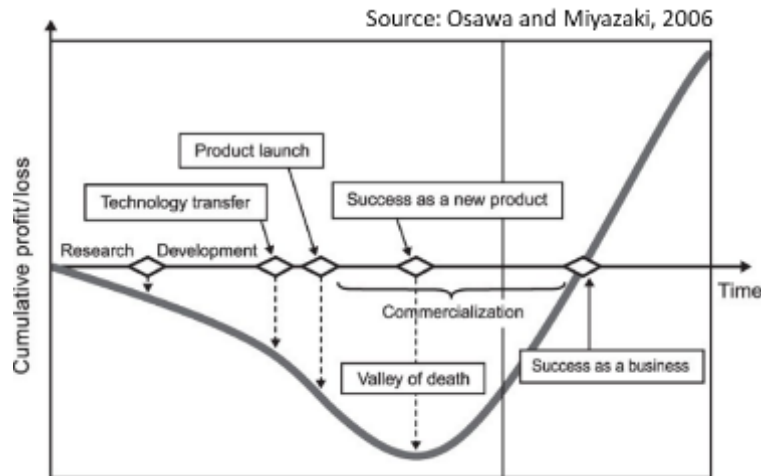 Source: Osawa and Miyazaki, 2006
Cumulative profit/loss
Product launch
Technology transfer
Success as a new product
Research
Development
Time
Commercialization
Valley of death
Success as a business